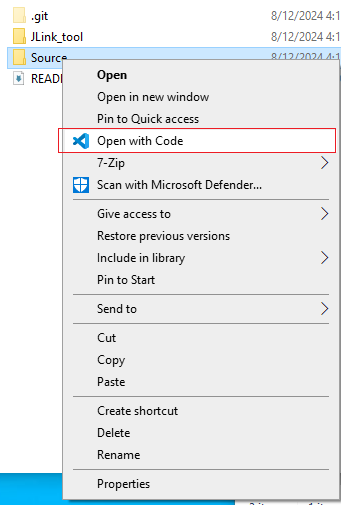 .git 8/12/2024 4:1
JLink_tool 8/12/2024 4:1
Source 8/12/2024 4:1
READ
Open
Open in new window
Pin to Quick access
Open with Code
7-Zip
Scan with Microsoft Defender...
Give access to
Restore previous versions
Include in library
Pin to Start
Send to
Cut
Copy
Paste
Create shortcut
Delete
Rename
Properties